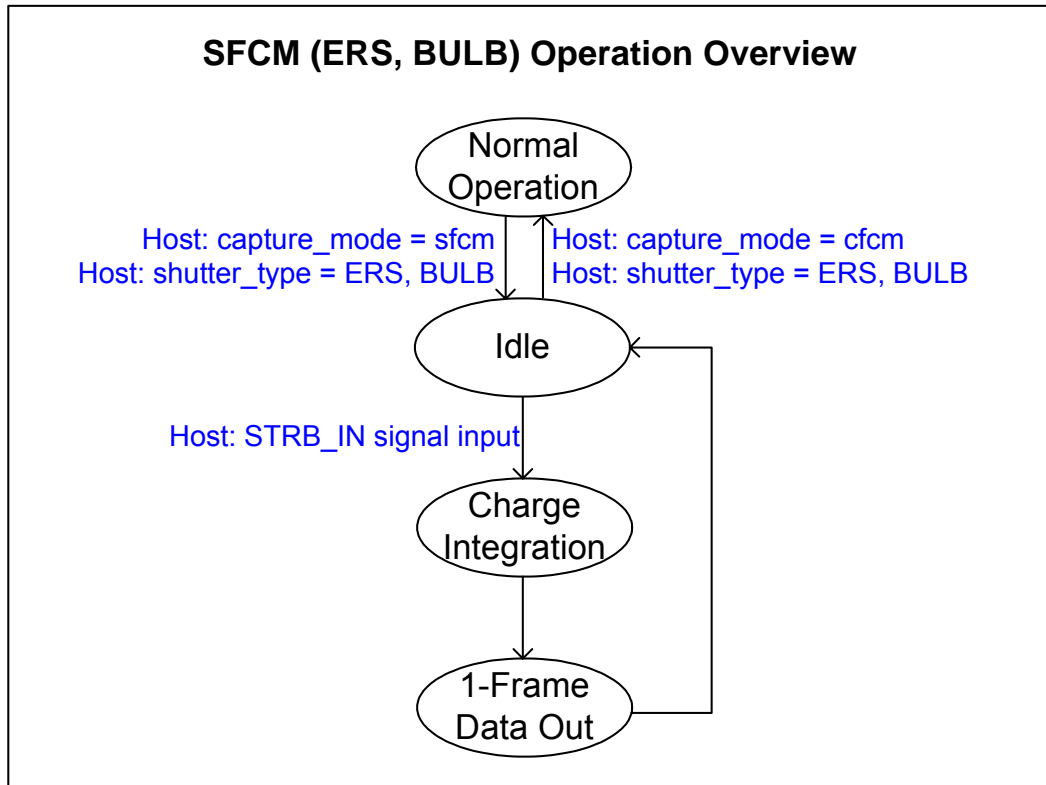 SFCM (ERS, BULB) Operation Overview
Normal
Operation
Host: capture_mode = sfcm
Host: shutter_type = ERS, BULB
Host: capture_mode = cfcm
Host: shutter_type = ERS, BULB
Idle
Host: STRB_IN signal input
Charge
Integration
1-Frame
Data Out